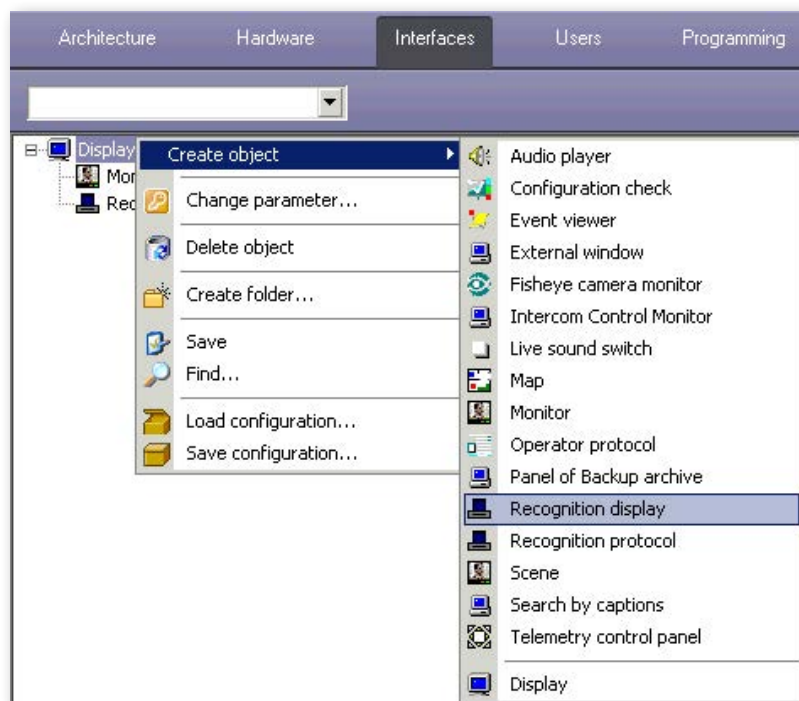 Architecture Hardware Interfaces Users Programming
Display
Create object
Change parameter...
Delete object
Create folder...
Save
Find...
Load configuration...
Save configuration...
Audio player
Configuration check
Event viewer
External window
Fisheye camera monitor
Intercom Control Monitor
Live sound switch
Map
Monitor
Operator protocol
Panel of Backup archive
Recognition display
Recognition protocol
Scene
Search by captions
Telemetry control panel
Display